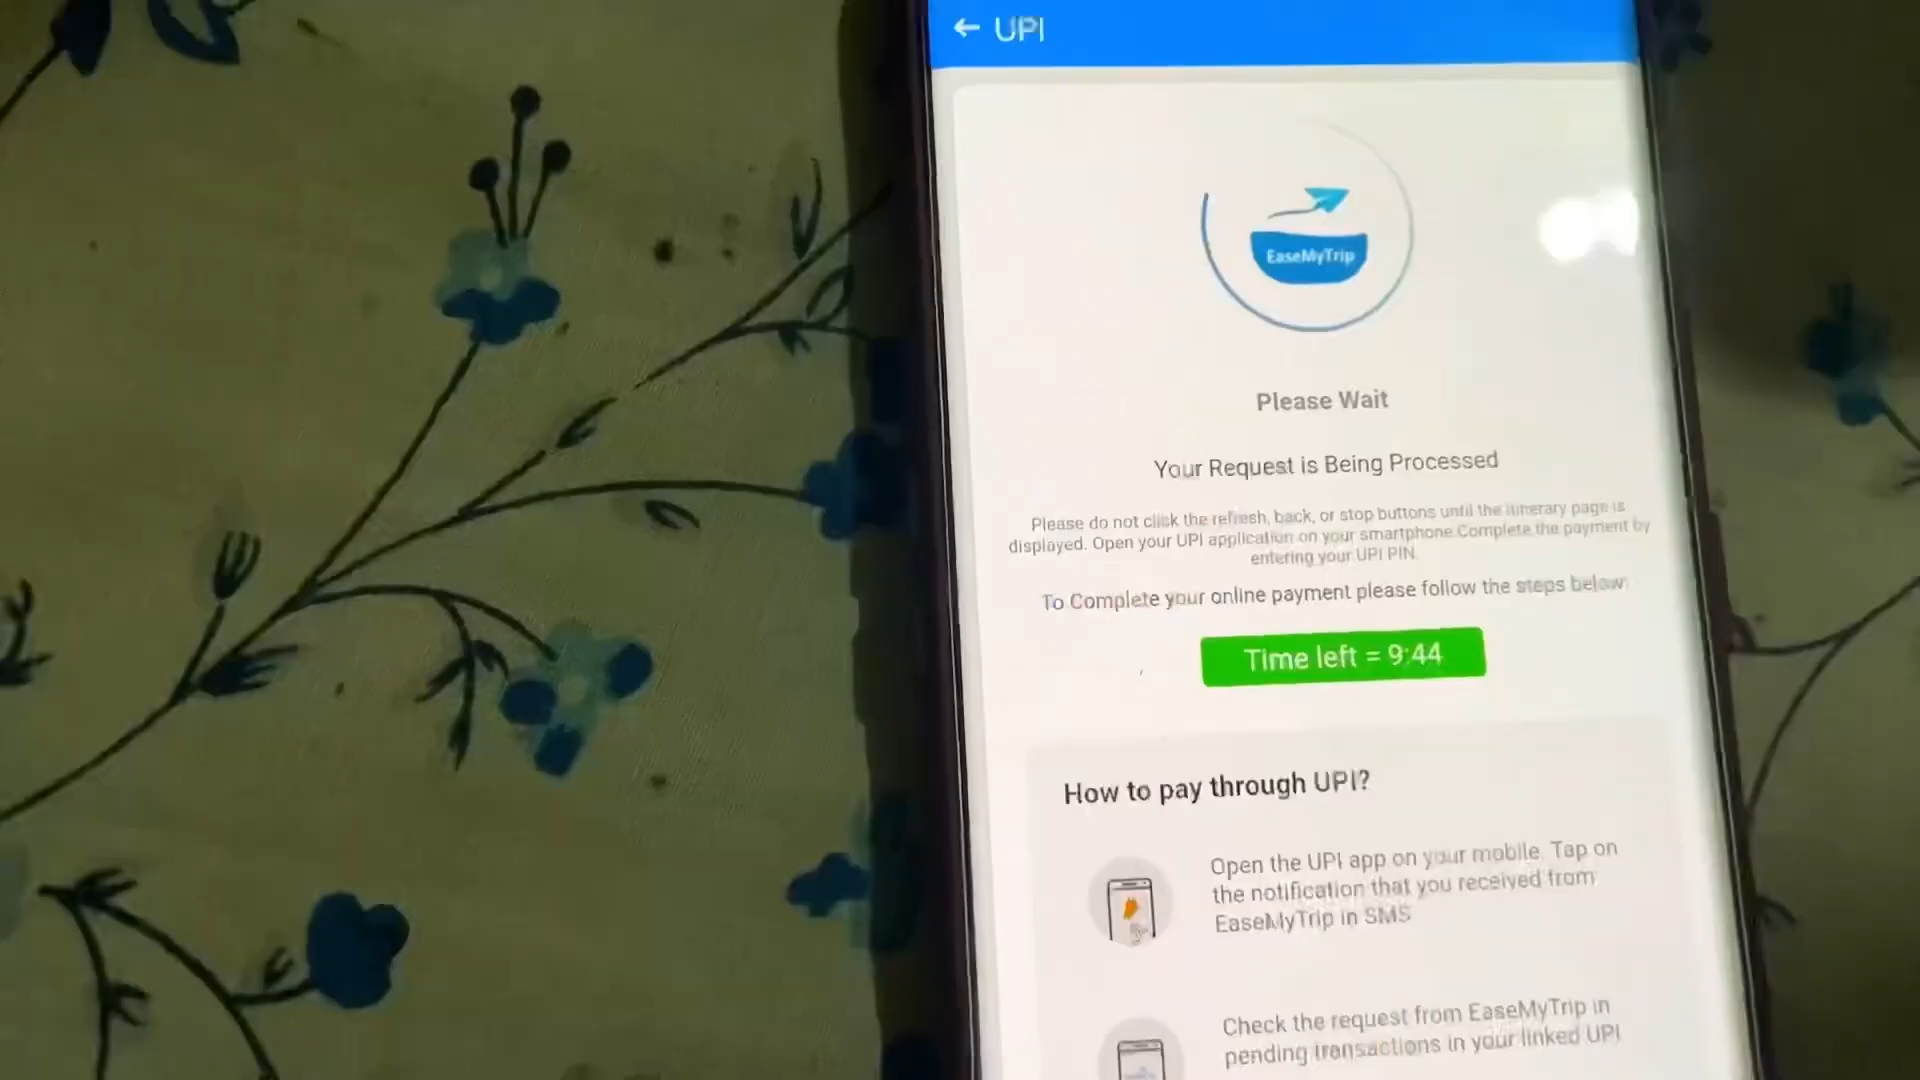 ← UPI
EaseMyTrip
Please Wait
Your Request is Being Processed
Please do not click the refresh, back, or stop buttons until the itinerary page is
displayed. Open your UPI application on your smartphone.Complete the payment by
entering your UPI PIN.
To Complete your online payment please follow the steps below:
Time left = 9:44
How to pay through UPI?
Open the UPI app on your mobile. Tap on
the notification that you received from
EaseMyTrip in SMS
Check the request from EaseMyTrip in
pending transactions in your linked UPI